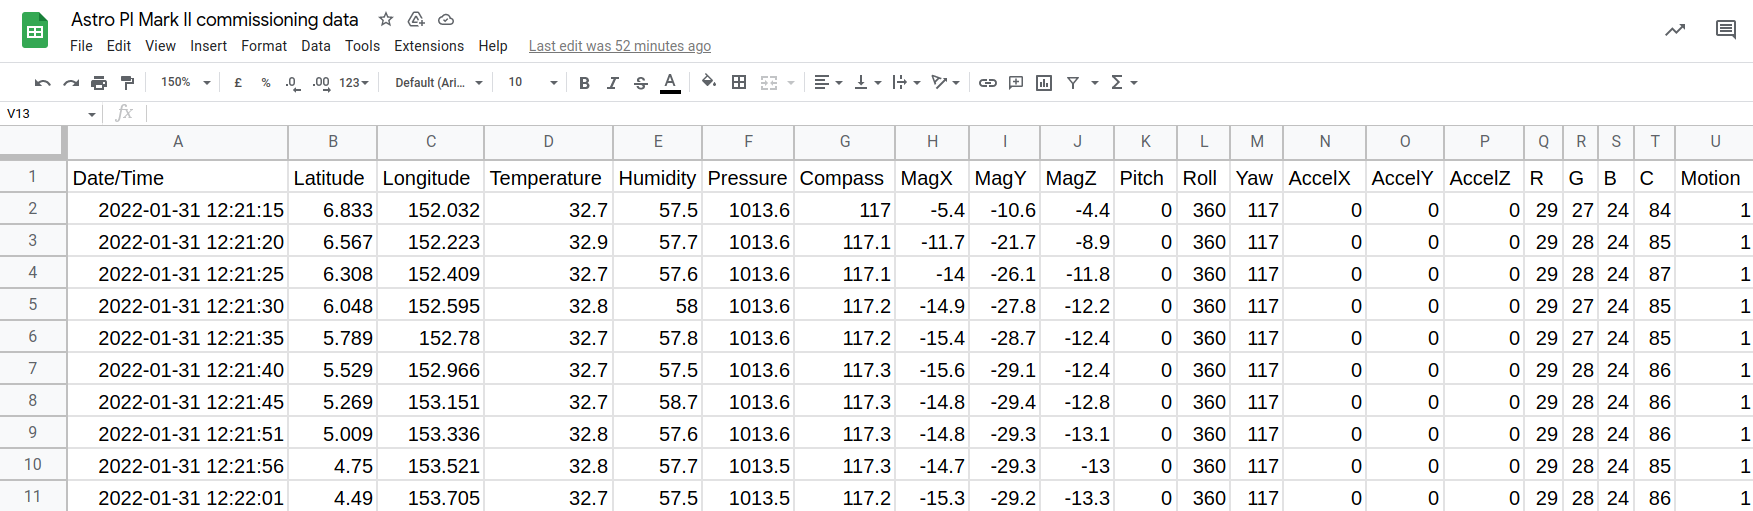 Astro PI Mark II commissioning data
File Edit View Insert Format Data Tools Extensions Help Last edit was 52 minutes ago
150% £ % .0 .00 123 Default (Ari... 10 B I S A
V13 fx
A B C D E F G H I J K L M N O P Q R S T U
1 Date/Time Latitude Longitude Temperature Humidity Pressure Compass MagX MagY MagZ Pitch Roll Yaw AccelX AccelY AccelZ R G B C Motion
2 2022-01-31 12:21:15 6.833 152.032 32.7 57.5 1013.6 117 -5.4 -10.6 -4.4 0 360 117 0 0 0 29 27 24 84 1
3 2022-01-31 12:21:20 6.567 152.223 32.9 57.7 1013.6 117.1 -11.7 -21.7 -8.9 0 360 117 0 0 0 29 28 24 85 1
4 2022-01-31 12:21:25 6.308 152.409 32.7 57.6 1013.6 117.1 -14 -26.1 -11.8 0 360 117 0 0 0 29 28 24 87 1
5 2022-01-31 12:21:30 6.048 152.595 32.8 58 1013.6 117.2 -14.9 -27.8 -12.2 0 360 117 0 0 0 29 27 24 85 1
6 2022-01-31 12:21:35 5.789 152.78 32.7 57.8 1013.6 117.2 -15.4 -28.7 -12.4 0 360 117 0 0 0 29 27 24 85 1
7 2022-01-31 12:21:40 5.529 152.966 32.7 57.5 1013.6 117.3 -15.6 -29.1 -12.4 0 360 117 0 0 0 29 28 24 86 1
8 2022-01-31 12:21:45 5.269 153.151 32.7 58.7 1013.6 117.3 -14.8 -29.4 -12.8 0 360 117 0 0 0 29 28 24 86 1
9 2022-01-31 12:21:51 5.009 153.336 32.8 57.6 1013.6 117.3 -14.8 -29.3 -13.1 0 360 117 0 0 0 29 28 24 86 1
10 2022-01-31 12:21:56 4.75 153.521 32.8 57.7 1013.5 117.3 -14.7 -29.3 -13 0 360 117 0 0 0 29 28 24 85 1
11 2022-01-31 12:22:01 4.49 153.705 32.7 57.5 1013.5 117.2 -15.3 -29.2 -13.3 0 360 117 0 0 0 29 28 24 86 1